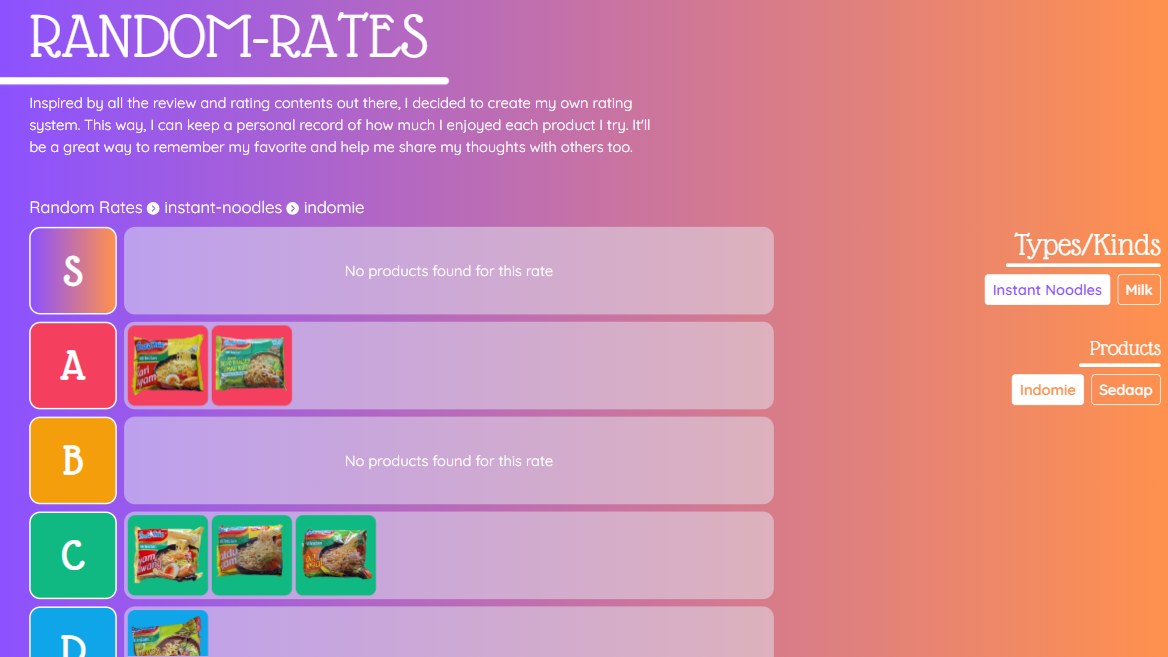 RANDOM-RATES
Inspired by all the review and rating contents out there, I decided to create my own rating
system. This way, I can keep a personal record of how much I enjoyed each product I try. It'll
be a great way to remember my favorite and help me share my thoughts with others too.
Random Rates instant-noodles indomie
Types/Kinds
Instant Noodles Milk
Products
Indomie Sedaap
S
No products found for this rate
A
B
No products found for this rate
C
D